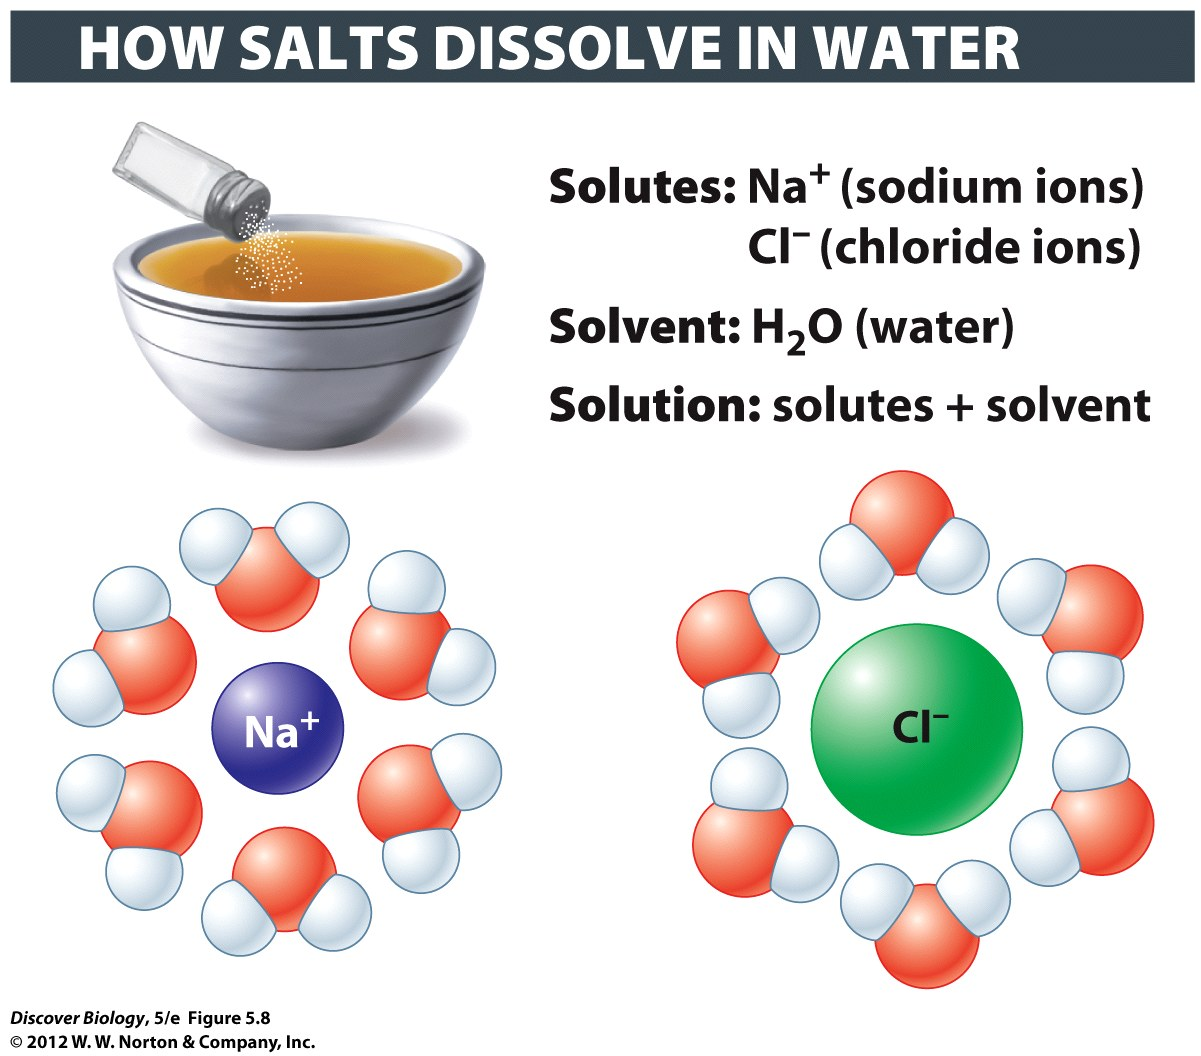 HOW SALTS DISSOLVE IN WATER
Solutes: Na⁺ (sodium ions)
Cl⁻ (chloride ions)
Solvent: H₂O (water)
Solution: solutes + solvent
Na⁺
Cl⁻
Discover Biology, 5/e Figure 5.8
© 2012 W. W. Norton & Company, Inc.